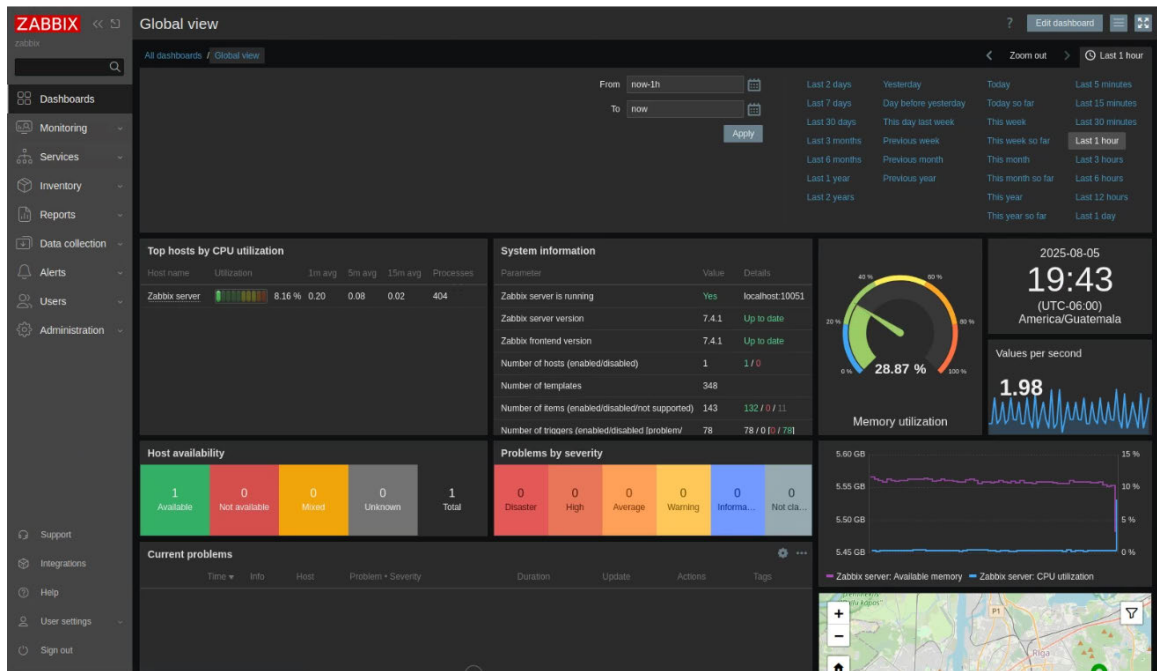 ZABBIX
zabbix
Dashboards
Monitoring
Services
Inventory
Reports
Data collection
Alerts
Users
Administration
Support
Integrations
Help
User settings
Sign out
Global view
? Edit dashboard
All dashboards / Global view
Zoom out Last 1 hour
From now-1h
To now
Apply
Last 2 days Yesterday Today Last 5 minutes
Last 7 days Day before yesterday Today so far Last 15 minutes
Last 30 days This day last week This week Last 30 minutes
Last 3 months Previous week This week so far Last 1 hour
Last 6 months Previous month This month Last 3 hours
Last 1 year Previous year This month so far Last 6 hours
Last 2 years This year Last 12 hours
This year so far Last 1 day
Top hosts by CPU utilization
Host name Utilization 1m avg 5m avg 15m avg Processes
Zabbix server 8.16 % 0.20 0.08 0.02 404
System information
Parameter Value Details
Zabbix server is running Yes localhost:10051
Zabbix server version 7.4.1 Up to date
Zabbix frontend version 7.4.1 Up to date
Number of hosts (enabled/disabled) 1 1 / 0
Number of templates 348
Number of items (enabled/disabled/not supported) 143 132 / 0 / 11
Number of triggers (enabled/disabled [problem/ 78 78 / 0 [0 / 78]
0 % 20 % 40 % 60 % 80 % 100 %
28.87 %
Memory utilization
2025-08-05
19:43
(UTC-06:00)
America/Guatemala
Values per second
1.98
Host availability
1 0 0 0 1
Available Not available Mixed Unknown Total
Problems by severity
0 0 0 0 0 0
Disaster High Average Warning Informa... Not cla...
5.60 GB 15 %
5.55 GB 10 %
5.50 GB 5 %
5.45 GB 0 %
Zabbix server: Available memory Zabbix server: CPU utilization
Current problems
Time Info Host Problem • Severity Duration Update Actions Tags
+
−
P1
Rīga